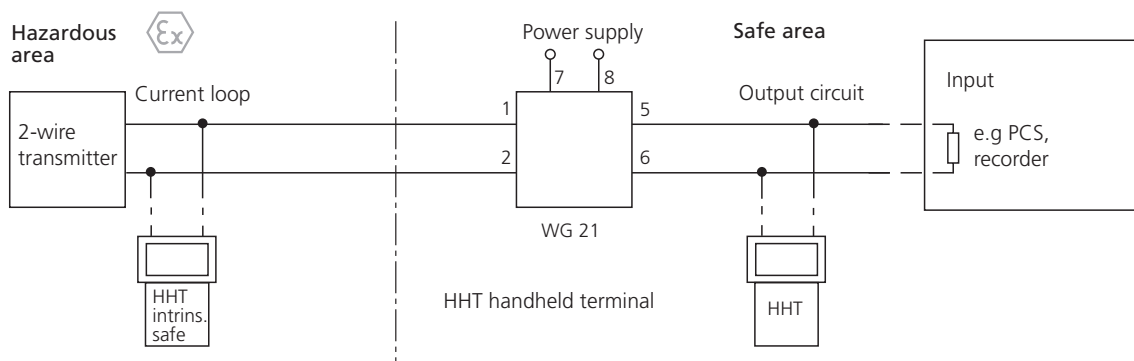 Hazardous
area
Ex
Power supply
Safe area
7
8
Input
Current loop
Output circuit
2-wire
transmitter
1
2
5
6
e.g PCS,
recorder
WG 21
HHT
intrins.
safe
HHT handheld terminal
HHT